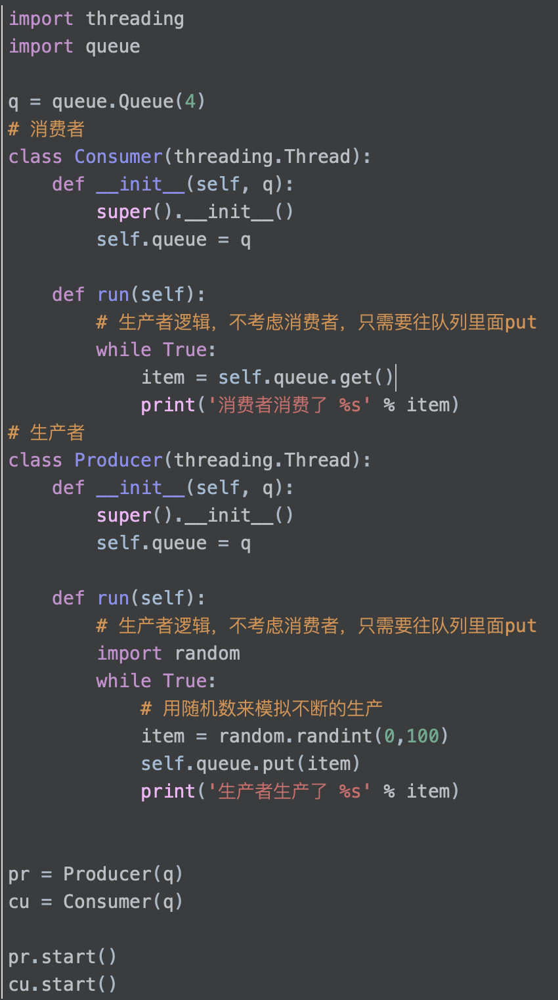 import threading
import queue
q = queue.Queue(4)
# 消费者
class Consumer(threading.Thread):
    def __init__(self, q):
        super().__init__()
        self.queue = q
    def run(self):
        # 生产者逻辑，不考虑消费者，只需要往队列里面put
        while True:
            item = self.queue.get()
            print('消费者消费了 %s' % item)
# 生产者
class Producer(threading.Thread):
    def __init__(self, q):
        super().__init__()
        self.queue = q
    def run(self):
        # 生产者逻辑，不考虑消费者，只需要往队列里面put
        import random
        while True:
            # 用随机数来模拟不断的生产
            item = random.randint(0,100)
            self.queue.put(item)
            print('生产者生产了 %s' % item)
pr = Producer(q)
cu = Consumer(q)
pr.start()
cu.start()